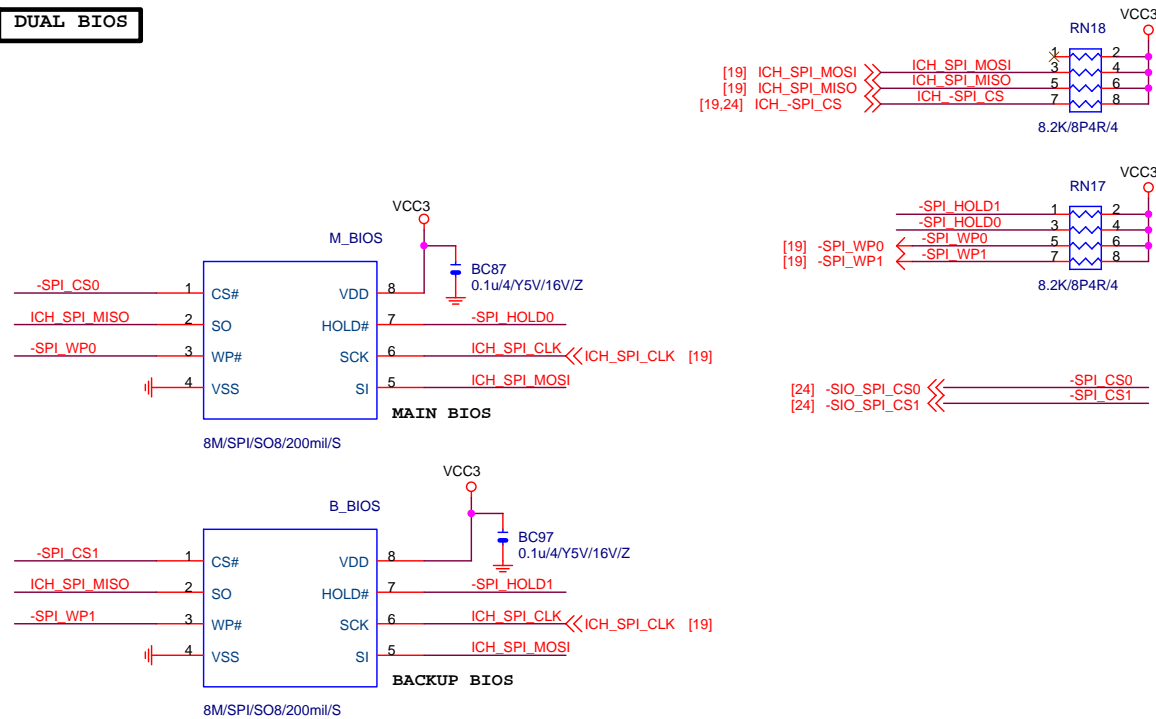 DUAL BIOS
VCC3
RN18
1 2
[19] ICH_SPI_MOSI ICH_SPI_MOSI 3 4
[19] ICH_SPI_MISO ICH_SPI_MISO 5 6
[19,24] ICH_-SPI_CS ICH_-SPI_CS 7 8
8.2K/8P4R/4
VCC3
RN17
-SPI_HOLD1 1 2
-SPI_HOLD0 3 4
[19] -SPI_WP0 -SPI_WP0 5 6
[19] -SPI_WP1 -SPI_WP1 7 8
8.2K/8P4R/4
[24] -SIO_SPI_CS0 -SPI_CS0
[24] -SIO_SPI_CS1 -SPI_CS1
VCC3
M_BIOS
BC87
0.1u/4/Y5V/16V/Z
-SPI_CS0 1 CS# VDD 8
ICH_SPI_MISO 2 SO HOLD# 7 -SPI_HOLD0
-SPI_WP0 3 WP# SCK 6 ICH_SPI_CLK ICH_SPI_CLK [19]
4 VSS SI 5 ICH_SPI_MOSI
MAIN BIOS
8M/SPI/SO8/200mil/S
VCC3
B_BIOS
BC97
0.1u/4/Y5V/16V/Z
-SPI_CS1 1 CS# VDD 8
ICH_SPI_MISO 2 SO HOLD# 7 -SPI_HOLD1
-SPI_WP1 3 WP# SCK 6 ICH_SPI_CLK ICH_SPI_CLK [19]
4 VSS SI 5 ICH_SPI_MOSI
BACKUP BIOS
8M/SPI/SO8/200mil/S